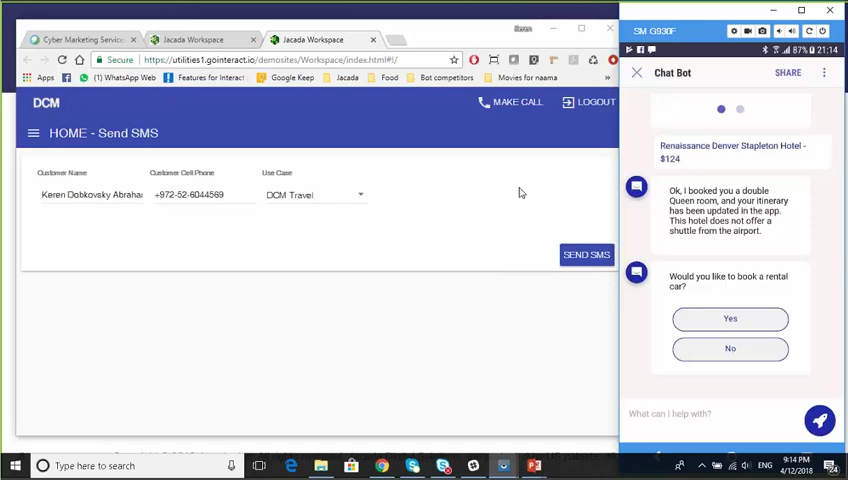 Cyber Marketing Service
Jacada Workspace
Jacada Workspace
Secure
https://utilities1.gointeract.io/demosites/Workspace/index.html#!/
Apps
(1) WhatsApp Web
Features for Interact
Google Keep
Jacada
Food
Bot competitors
Movies for naama
DCM
MAKE CALL
LOGOUT
HOME - Send SMS
Customer Name
Customer Cell Phone
Use Case
Keren Dobkovsky Abrahar
+972-52-6044569
DCM Travel
SEND SMS
SM G930F
87% 21:14
Chat Bot
SHARE
Renaissance Denver Stapleton Hotel -
$124
Ok, I booked you a double
Queen room, and your itinerary
has been updated in the app.
This hotel does not offer a
shuttle from the airport.
Would you like to book a rental
car?
Yes
No
What can I help with?
Type here to search
ENG
9:14 PM
4/12/2018
24